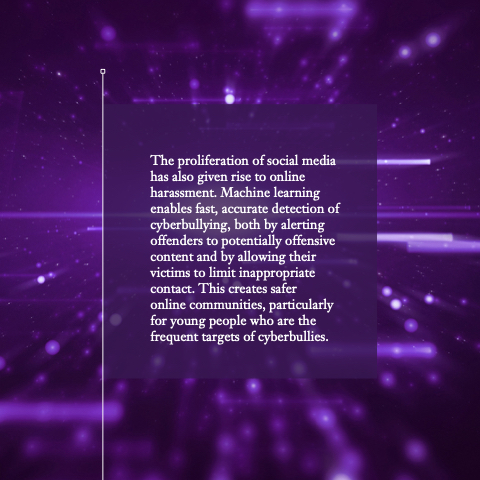 The proliferation of social media
has also given rise to online
harassment. Machine learning
enables fast, accurate detection of
cyberbullying, both by alerting
offenders to potentially offensive
content and by allowing their
victims to limit inappropriate
contact. This creates safer
online communities, particularly
for young people who are the
frequent targets of cyberbullies.